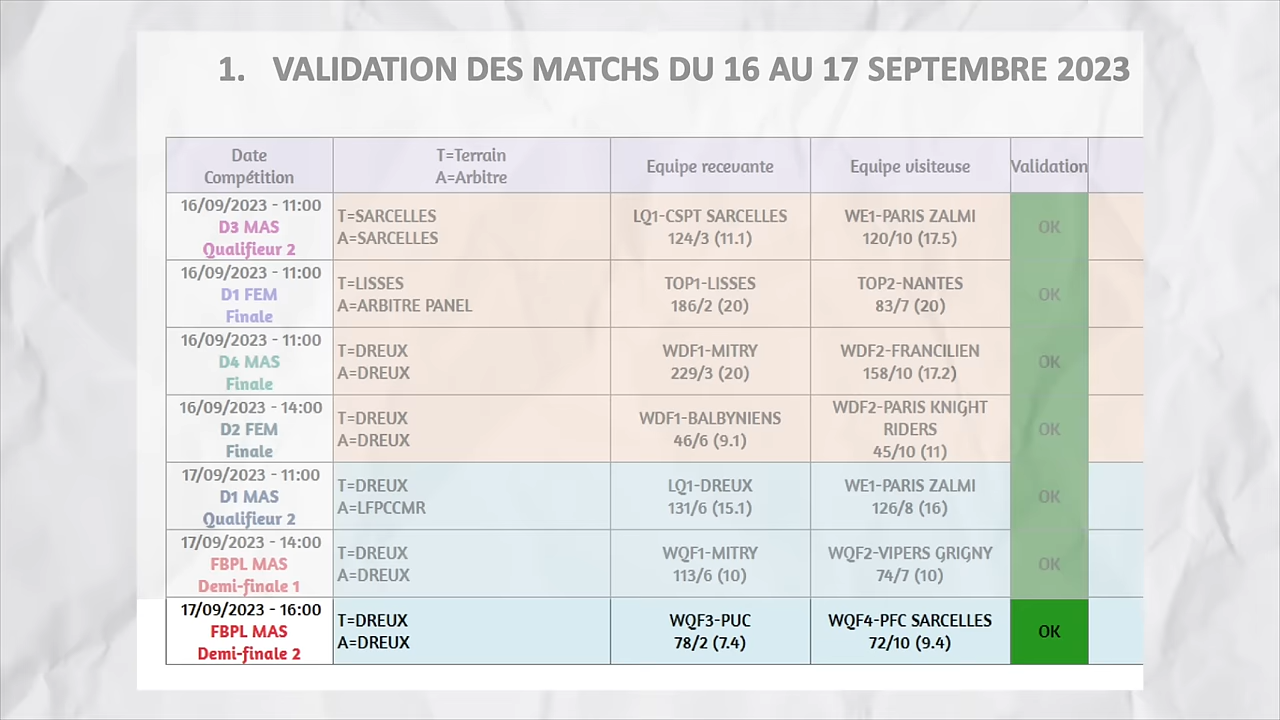 1. VALIDATION DES MATCHS DU 16 AU 17 SEPTEMBRE 2023
Date
Compétition
T=Terrain
A=Arbitre
Equipe recevante
Equipe visiteuse
Validation
16/09/2023 - 11:00
D3 MAS
Qualifieur 2
T=SARCELLES
A=SARCELLES
LQ1-CSPT SARCELLES
124/3 (11.1)
WE1-PARIS ZALMI
120/10 (17.5)
OK
16/09/2023 - 11:00
D1 FEM
Finale
T=LISSES
A=ARBITRE PANEL
TOP1-LISSES
186/2 (20)
TOP2-NANTES
83/7 (20)
OK
16/09/2023 - 11:00
D4 MAS
Finale
T=DREUX
A=DREUX
WDF1-MITRY
229/3 (20)
WDF2-FRANCILIEN
158/10 (17.2)
OK
16/09/2023 - 14:00
D2 FEM
Finale
T=DREUX
A=DREUX
WDF1-BALBYNIENS
46/6 (9.1)
WDF2-PARIS KNIGHT
RIDERS
45/10 (11)
OK
17/09/2023 - 11:00
D1 MAS
Qualifieur 2
T=DREUX
A=LFPCCMR
LQ1-DREUX
131/6 (15.1)
WE1-PARIS ZALMI
126/8 (16)
OK
17/09/2023 - 14:00
FBPL MAS
Demi-finale 1
T=DREUX
A=DREUX
WQF1-MITRY
113/6 (10)
WQF2-VIPERS GRIGNY
74/7 (10)
OK
17/09/2023 - 16:00
FBPL MAS
Demi-finale 2
T=DREUX
A=DREUX
WQF3-PUC
78/2 (7.4)
WQF4-PFC SARCELLES
72/10 (9.4)
OK